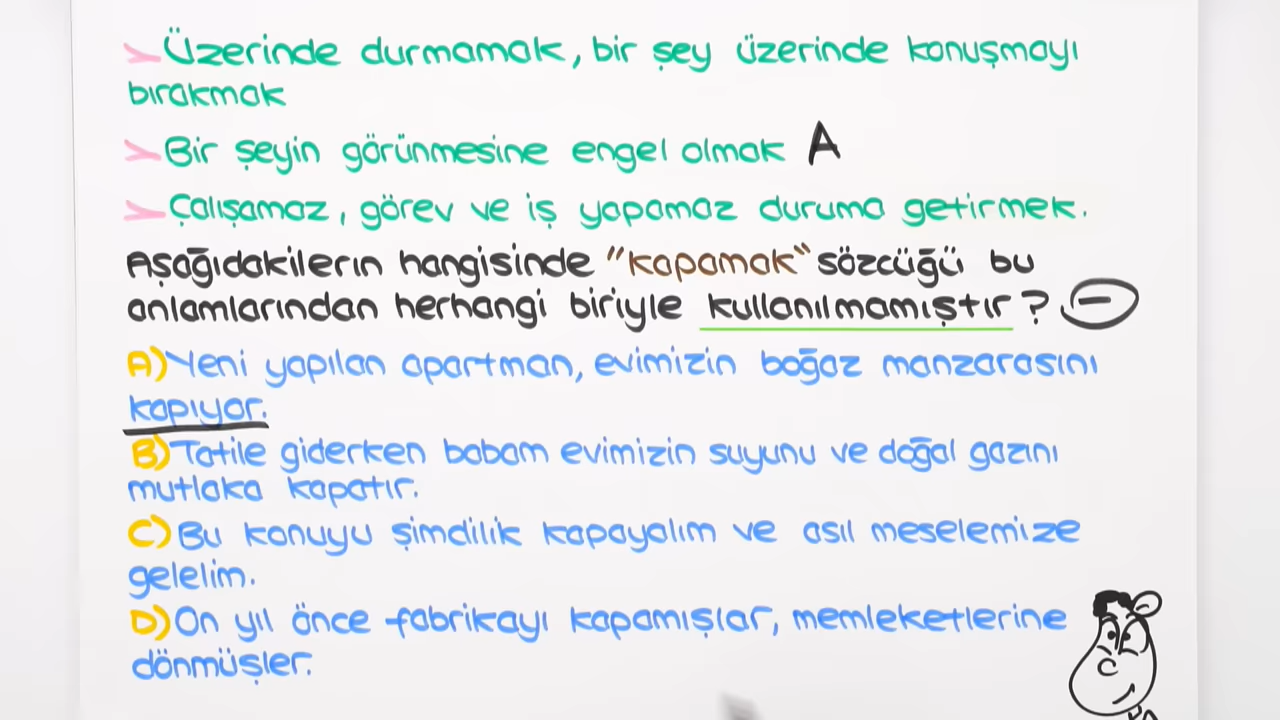 Üzerinde durmamak, bir şey üzerinde konuşmayı
bırakmak
Bir şeyin görünmesine engel olmak A
Çalışamaz, görev ve iş yapamaz duruma getirmek.
Aşağıdakilerin hangisinde "kapamak" sözcüğü bu
anlamlarından herhangi biriyle kullanılmamıştır? -
A) Yeni yapılan apartman, evimizin boğaz manzarasını
kapıyor.
B) Tatile giderken babam evimizin suyunu ve doğal gazını
mutlaka kapatır.
C) Bu konuyu şimdilik kapayalım ve asıl meselemize
gelelim.
D) On yıl önce fabrikayı kapamışlar, memleketlerine
dönmüşler.